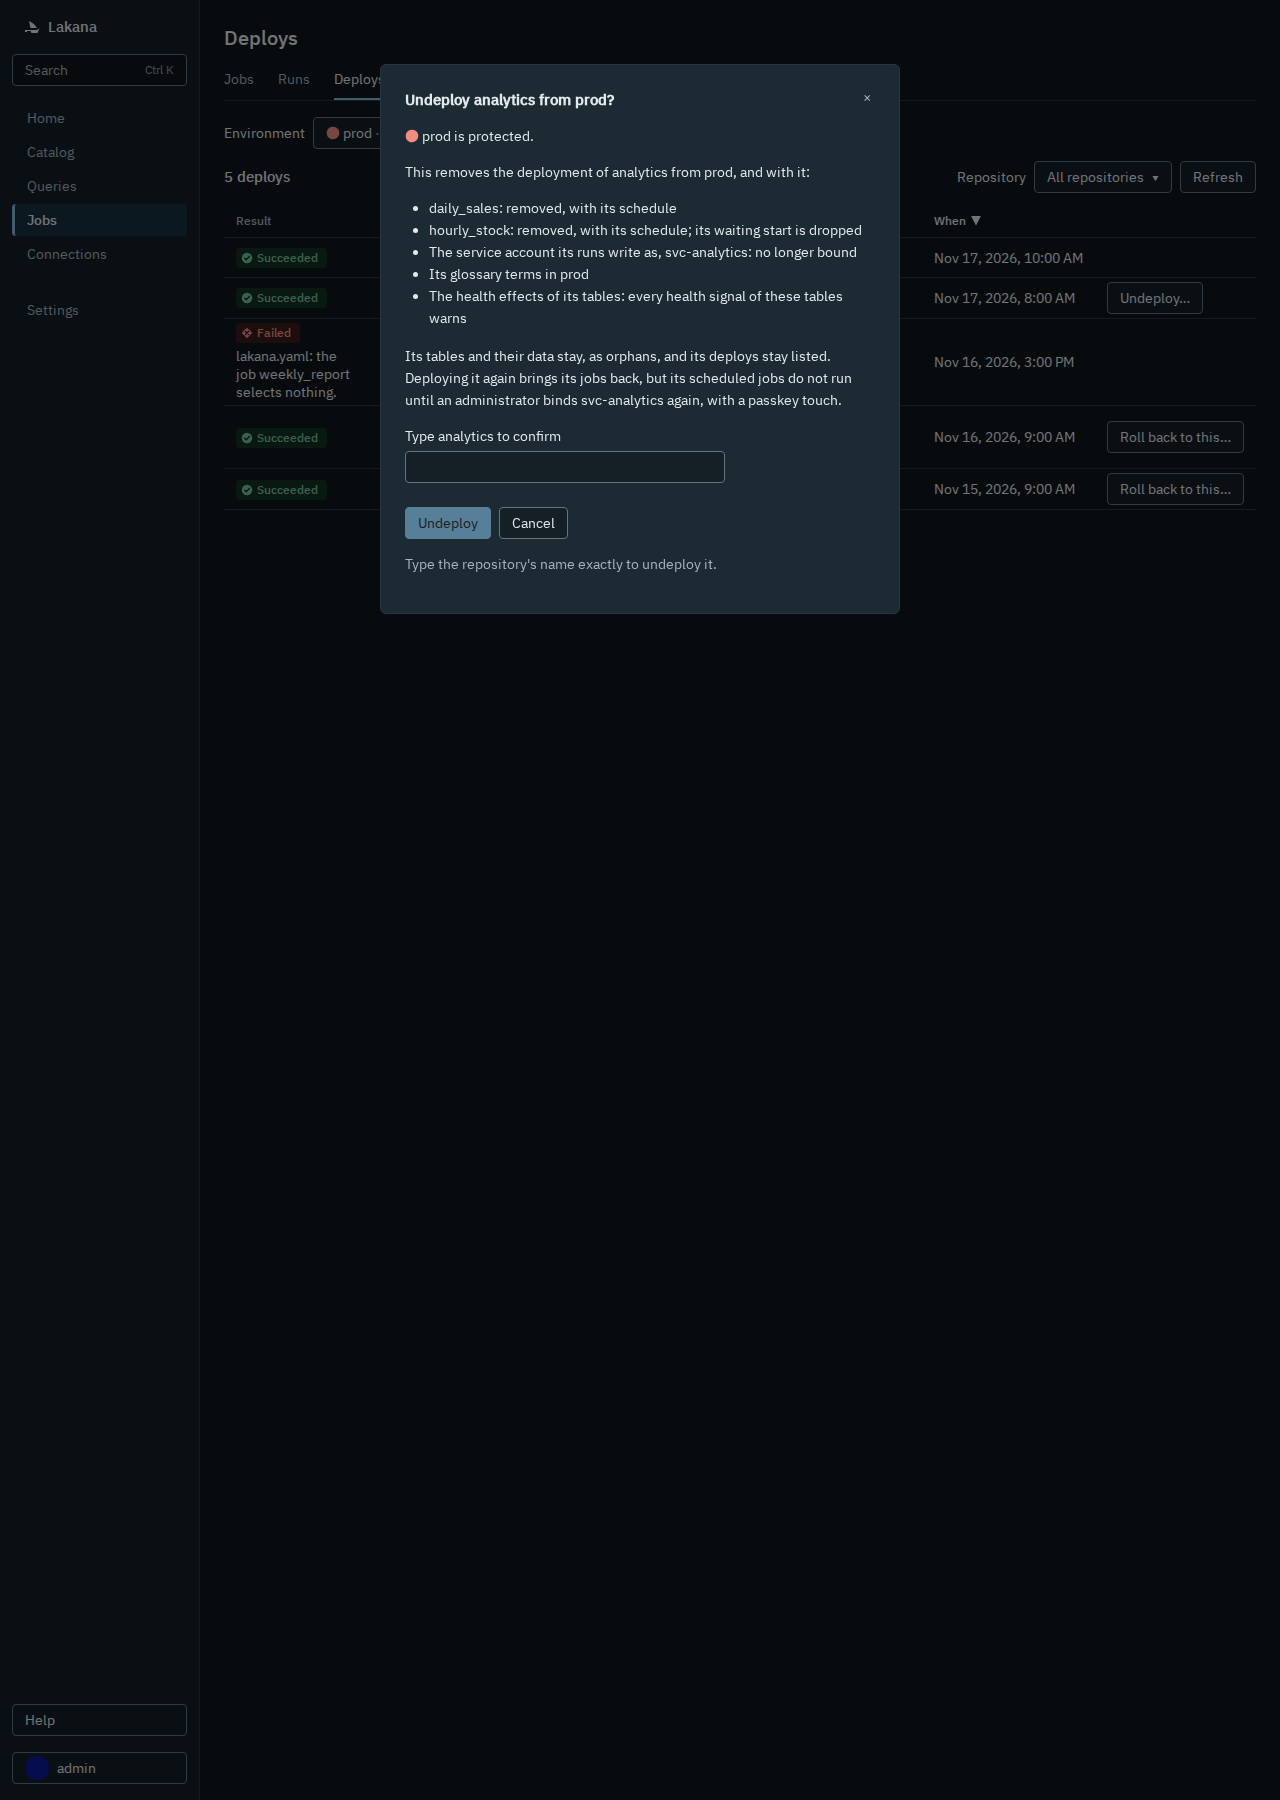 Lakana
Search Ctrl K
Home
Catalog
Queries
Jobs
Connections
Settings
Help
admin
Deploys
Jobs Runs Deploys
Environment prod ·
5 deploys
Repository All repositories Refresh
Result When
Succeeded Nov 17, 2026, 10:00 AM
Succeeded Nov 17, 2026, 8:00 AM Undeploy...
Failed
lakana.yaml: the
job weekly_report
selects nothing.
Nov 16, 2026, 3:00 PM
Succeeded Nov 16, 2026, 9:00 AM Roll back to this...
Succeeded Nov 15, 2026, 9:00 AM Roll back to this...
Undeploy analytics from prod?
×
prod is protected.
This removes the deployment of analytics from prod, and with it:
• daily_sales: removed, with its schedule
• hourly_stock: removed, with its schedule; its waiting start is dropped
• The service account its runs write as, svc-analytics: no longer bound
• Its glossary terms in prod
• The health effects of its tables: every health signal of these tables
warns
Its tables and their data stay, as orphans, and its deploys stay listed.
Deploying it again brings its jobs back, but its scheduled jobs do not run
until an administrator binds svc-analytics again, with a passkey touch.
Type analytics to confirm
Undeploy Cancel
Type the repository's name exactly to undeploy it.